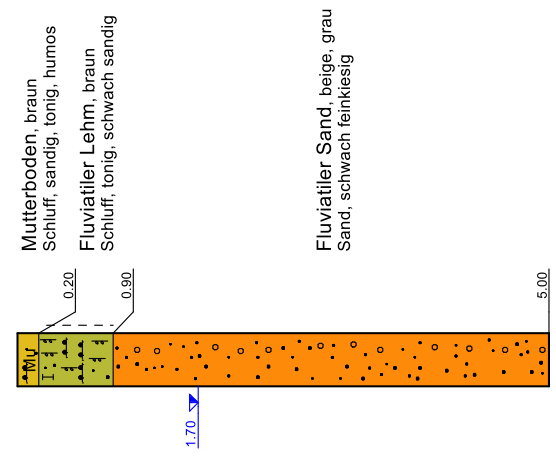 Mutterboden, braun
Schluff, sandig, tonig, humos
Fluviatiler Lehm, braun
Schluff, tonig, schwach sandig
Fluviatiler Sand, beige, grau
Sand, schwach feinkiesig
0.20
0.90
5.00
Mu
1.70